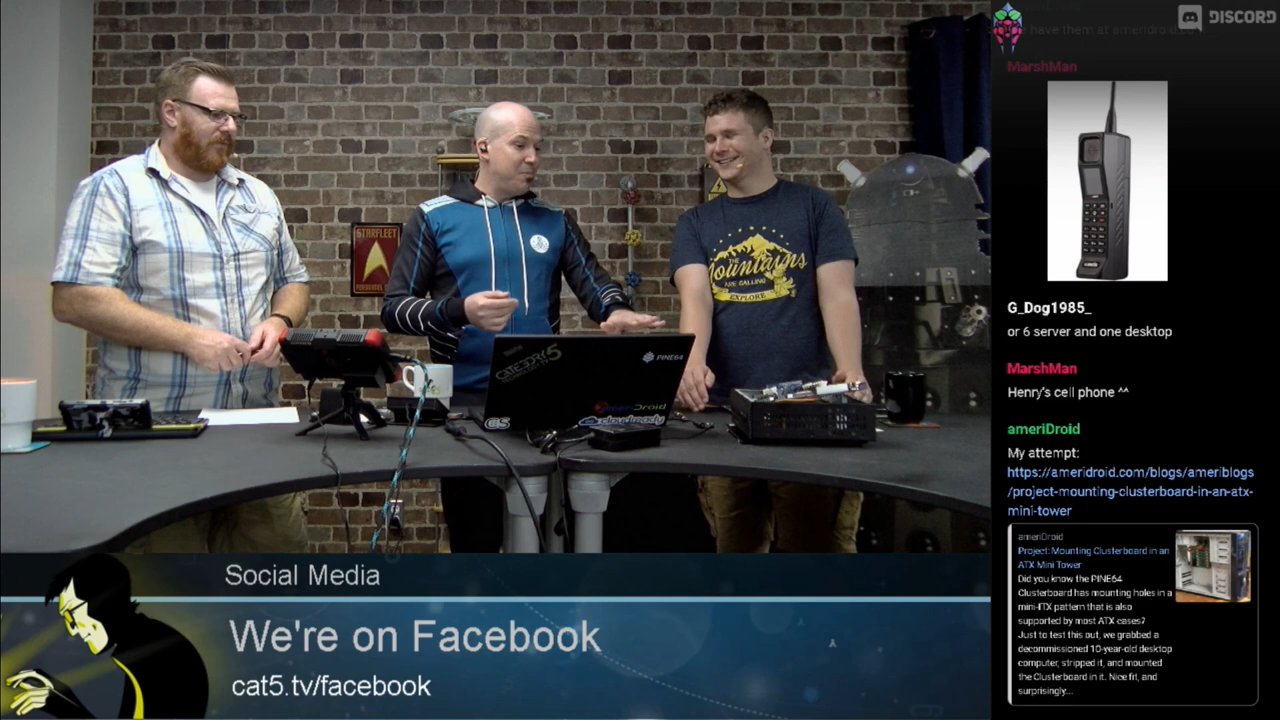 DISCORD
have them at ameridroid
MarshMan
G_Dog1985_
or 6 server and one desktop
MarshMan
Henry's cell phone ^^
ameriDroid
My attempt:
https://ameridroid.com/blogs/ameriblogs
/project-mounting-clusterboard-in-an-atx-
mini-tower
ameriDroid
Project: Mounting Clusterboard in an
ATX Mini Tower
Did you know the PINE64
Clusterboard has mounting holes in a
mini-ITX pattern that is also
supported by most ATX cases?
Just to test this out, we grabbed a
decommissioned 10-year-old desktop
computer, stripped it, and mounted
the Clusterboard in it. Nice fit, and
surprisingly...
STARFLEET
THE
Mountains
ARE CALLING
EXPLORE
CATEGORY5
PINE64
cloudready
Social Media
We're on Facebook
cat5.tv/facebook